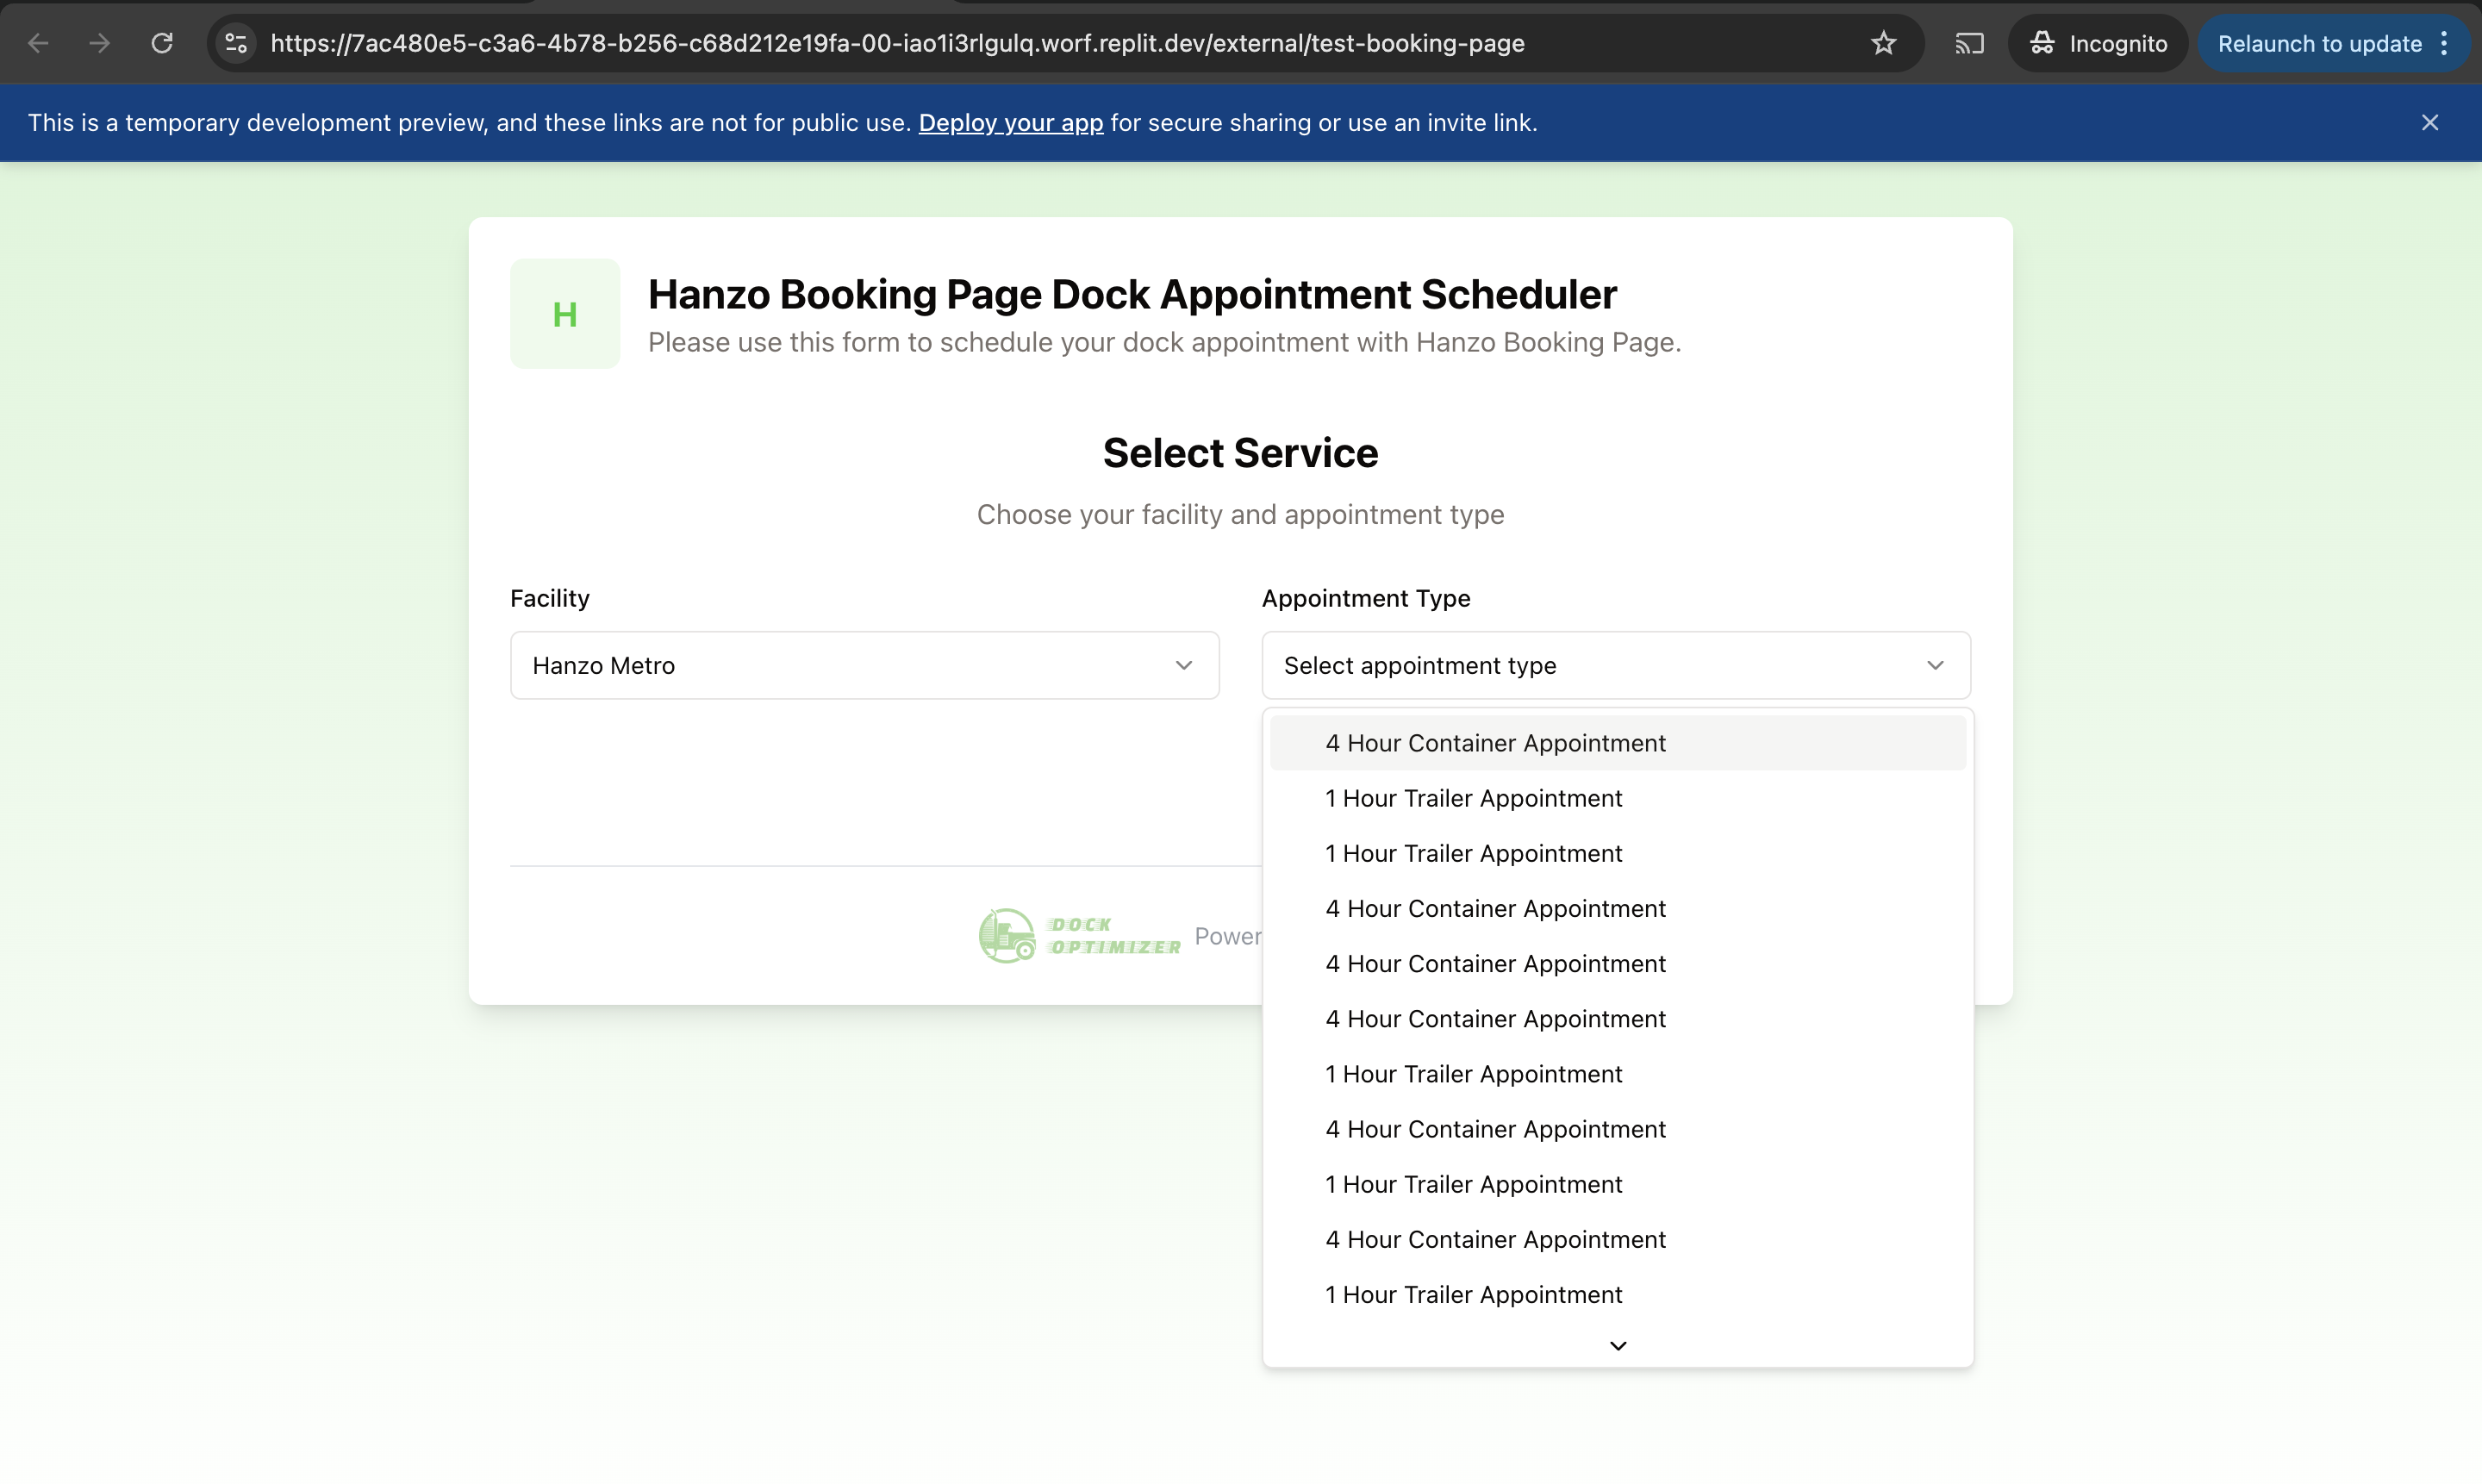 https://7ac480e5-c3a6-4b78-b256-c68d212e19fa-00-iao1i3rlgulq.worf.replit.dev/external/test-booking-page
Incognito
Relaunch to update
This is a temporary development preview, and these links are not for public use. Deploy your app for secure sharing or use an invite link.
H
Hanzo Booking Page Dock Appointment Scheduler
Please use this form to schedule your dock appointment with Hanzo Booking Page.
Select Service
Choose your facility and appointment type
Facility
Appointment Type
Hanzo Metro
Select appointment type
4 Hour Container Appointment
1 Hour Trailer Appointment
1 Hour Trailer Appointment
4 Hour Container Appointment
4 Hour Container Appointment
4 Hour Container Appointment
1 Hour Trailer Appointment
4 Hour Container Appointment
1 Hour Trailer Appointment
4 Hour Container Appointment
1 Hour Trailer Appointment
DOCK
OPTIMIZER
Power